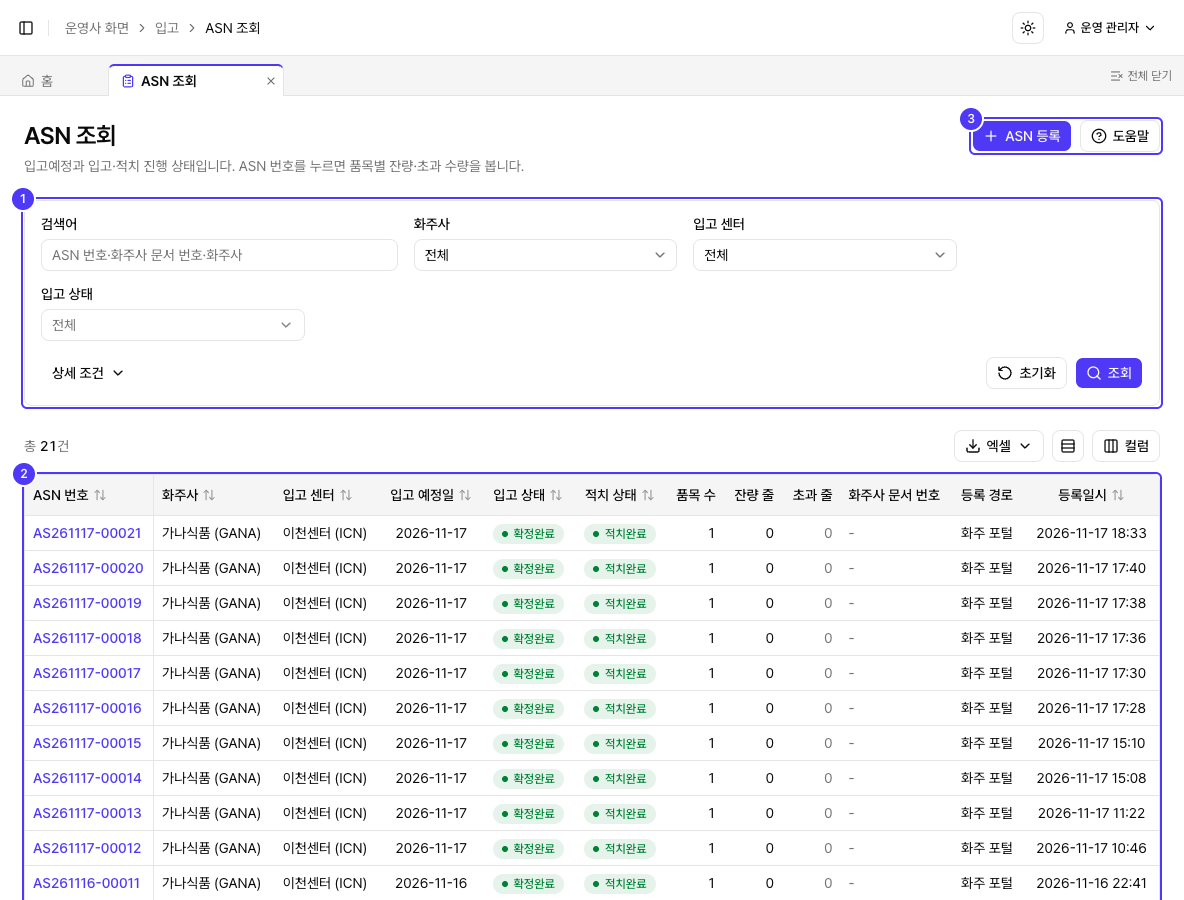 운영사 화면 > 입고 > ASN 조회
운영 관리자
홈
ASN 조회
전체 닫기
ASN 조회
3
ASN 등록
도움말
입고예정과 입고·적치 진행 상태입니다. ASN 번호를 누르면 품목별 잔량·초과 수량을 봅니다.
1
검색어 화주사 입고 센터
ASN 번호·화주사 문서 번호·화주사 전체 전체
입고 상태
전체
상세 조건 초기화 조회
총 21건 엑셀 컬럼
2
ASN 번호 화주사 입고 센터 입고 예정일 입고 상태 적치 상태 품목 수 잔량 줄 초과 줄 화주사 문서 번호 등록 경로 등록일시
AS261117-00021 가나식품 (GANA) 이천센터 (ICN) 2026-11-17 확정완료 적치완료 1 0 0 - 화주 포털 2026-11-17 18:33
AS261117-00020 가나식품 (GANA) 이천센터 (ICN) 2026-11-17 확정완료 적치완료 1 0 0 - 화주 포털 2026-11-17 17:40
AS261117-00019 가나식품 (GANA) 이천센터 (ICN) 2026-11-17 확정완료 적치완료 1 0 0 - 화주 포털 2026-11-17 17:38
AS261117-00018 가나식품 (GANA) 이천센터 (ICN) 2026-11-17 확정완료 적치완료 1 0 0 - 화주 포털 2026-11-17 17:36
AS261117-00017 가나식품 (GANA) 이천센터 (ICN) 2026-11-17 확정완료 적치완료 1 0 0 - 화주 포털 2026-11-17 17:30
AS261117-00016 가나식품 (GANA) 이천센터 (ICN) 2026-11-17 확정완료 적치완료 1 0 0 - 화주 포털 2026-11-17 17:28
AS261117-00015 가나식품 (GANA) 이천센터 (ICN) 2026-11-17 확정완료 적치완료 1 0 0 - 화주 포털 2026-11-17 15:10
AS261117-00014 가나식품 (GANA) 이천센터 (ICN) 2026-11-17 확정완료 적치완료 1 0 0 - 화주 포털 2026-11-17 15:08
AS261117-00013 가나식품 (GANA) 이천센터 (ICN) 2026-11-17 확정완료 적치완료 1 0 0 - 화주 포털 2026-11-17 11:22
AS261117-00012 가나식품 (GANA) 이천센터 (ICN) 2026-11-17 확정완료 적치완료 1 0 0 - 화주 포털 2026-11-17 10:46
AS261116-00011 가나식품 (GANA) 이천센터 (ICN) 2026-11-16 확정완료 적치완료 1 0 0 - 화주 포털 2026-11-16 22:41